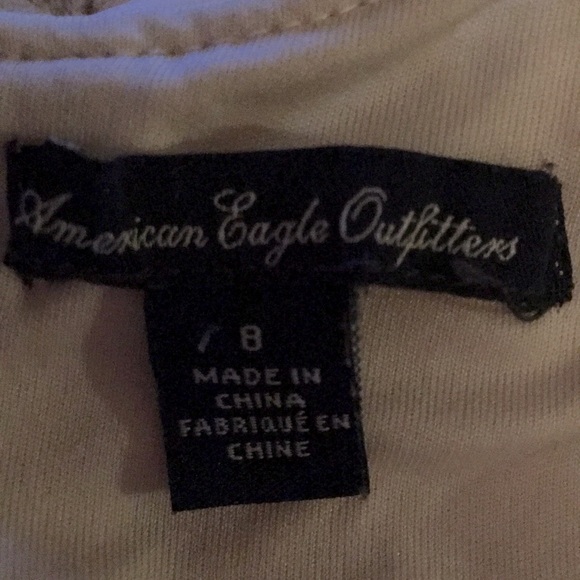 American Eagle Outfitters
8
MADE IN
CHINA
FABRIQUÉ EN
CHINE